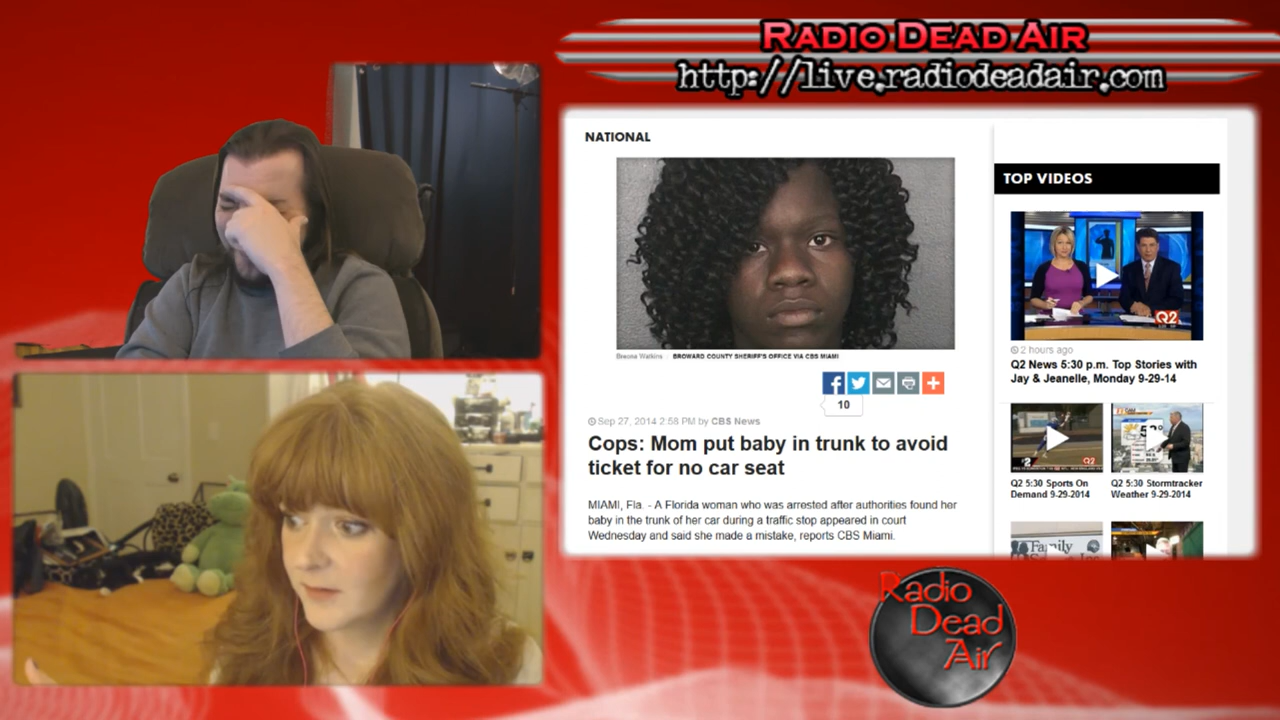 RADIO DEAD AIR
http://live.radiodeadair.com
NATIONAL
BROWARD COUNTY SHERIFF'S OFFICE VIA CBS MIAMI
10
Sep 27, 2014 2:58 PM by CBS News
Cops: Mom put baby in trunk to avoid
ticket for no car seat
MIAMI, Fla. - A Florida woman who was arrested after authorities found her
baby in the trunk of her car during a traffic stop appeared in court
Wednesday and said she made a mistake, reports CBS Miami.
TOP VIDEOS
Q2
2 hours ago
Q2 News 5:30 p.m. Top Stories with
Jay & Jeanelle, Monday 9-29-14
Q2 5:30 Sports On
Demand 9-29-2014
Q2 5:30 Stormtracker
Weather 9-29-2014
Family
Radio
Dead
Air